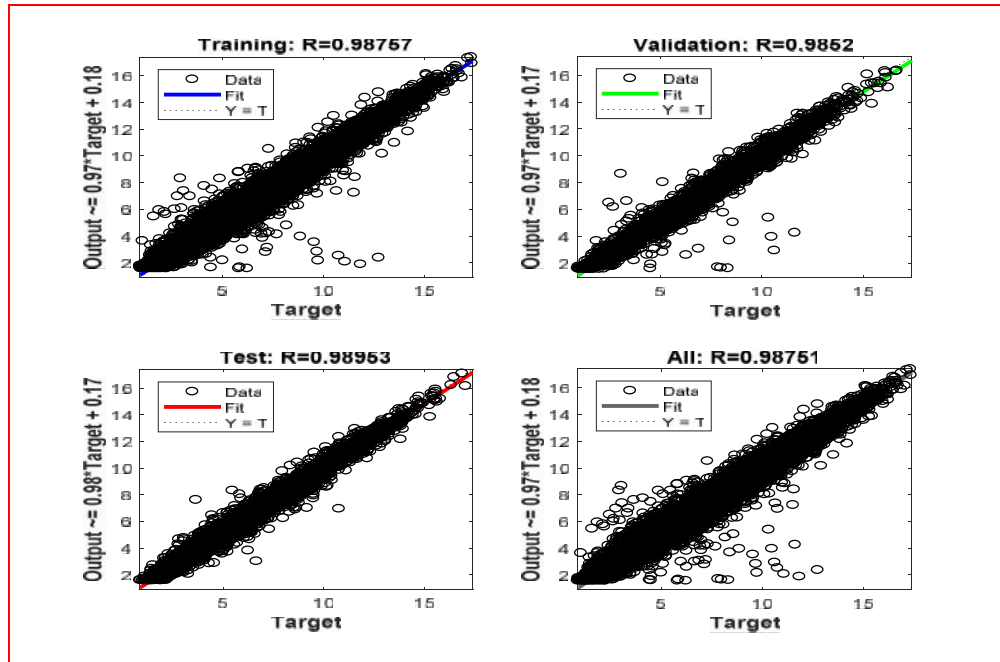 Training: R=0.98757
Output ~= 0.97*Target + 0.18
16
14
12
10
8
6
4
2
Data
Fit
Y = T
5
10
15
Target
Validation: R=0.9852
Output ~= 0.97*Target + 0.17
16
14
12
10
8
6
4
2
Data
Fit
Y = T
5
10
15
Target
Test: R=0.98953
Output ~= 0.98*Target + 0.17
16
14
12
10
8
6
4
2
Data
Fit
Y = T
5
10
15
Target
All: R=0.98751
Output ~= 0.97*Target + 0.18
16
14
12
10
8
6
4
2
Data
Fit
Y = T
5
10
15
Target